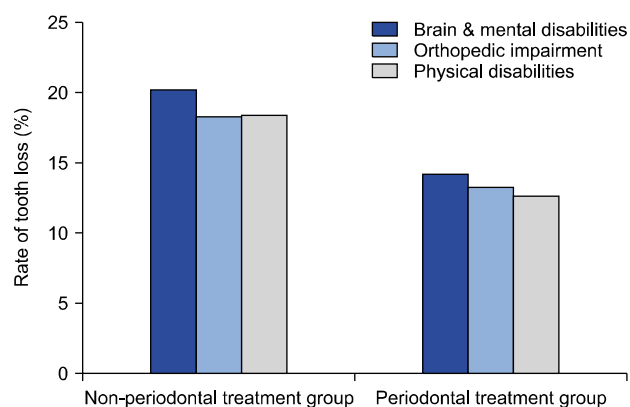 25
20
15
10
5
0
Rate of tooth loss (%)
Brain & mental disabilities
Orthopedic impairment
Physical disabilities
Non-periodontal treatment group
Periodontal treatment group